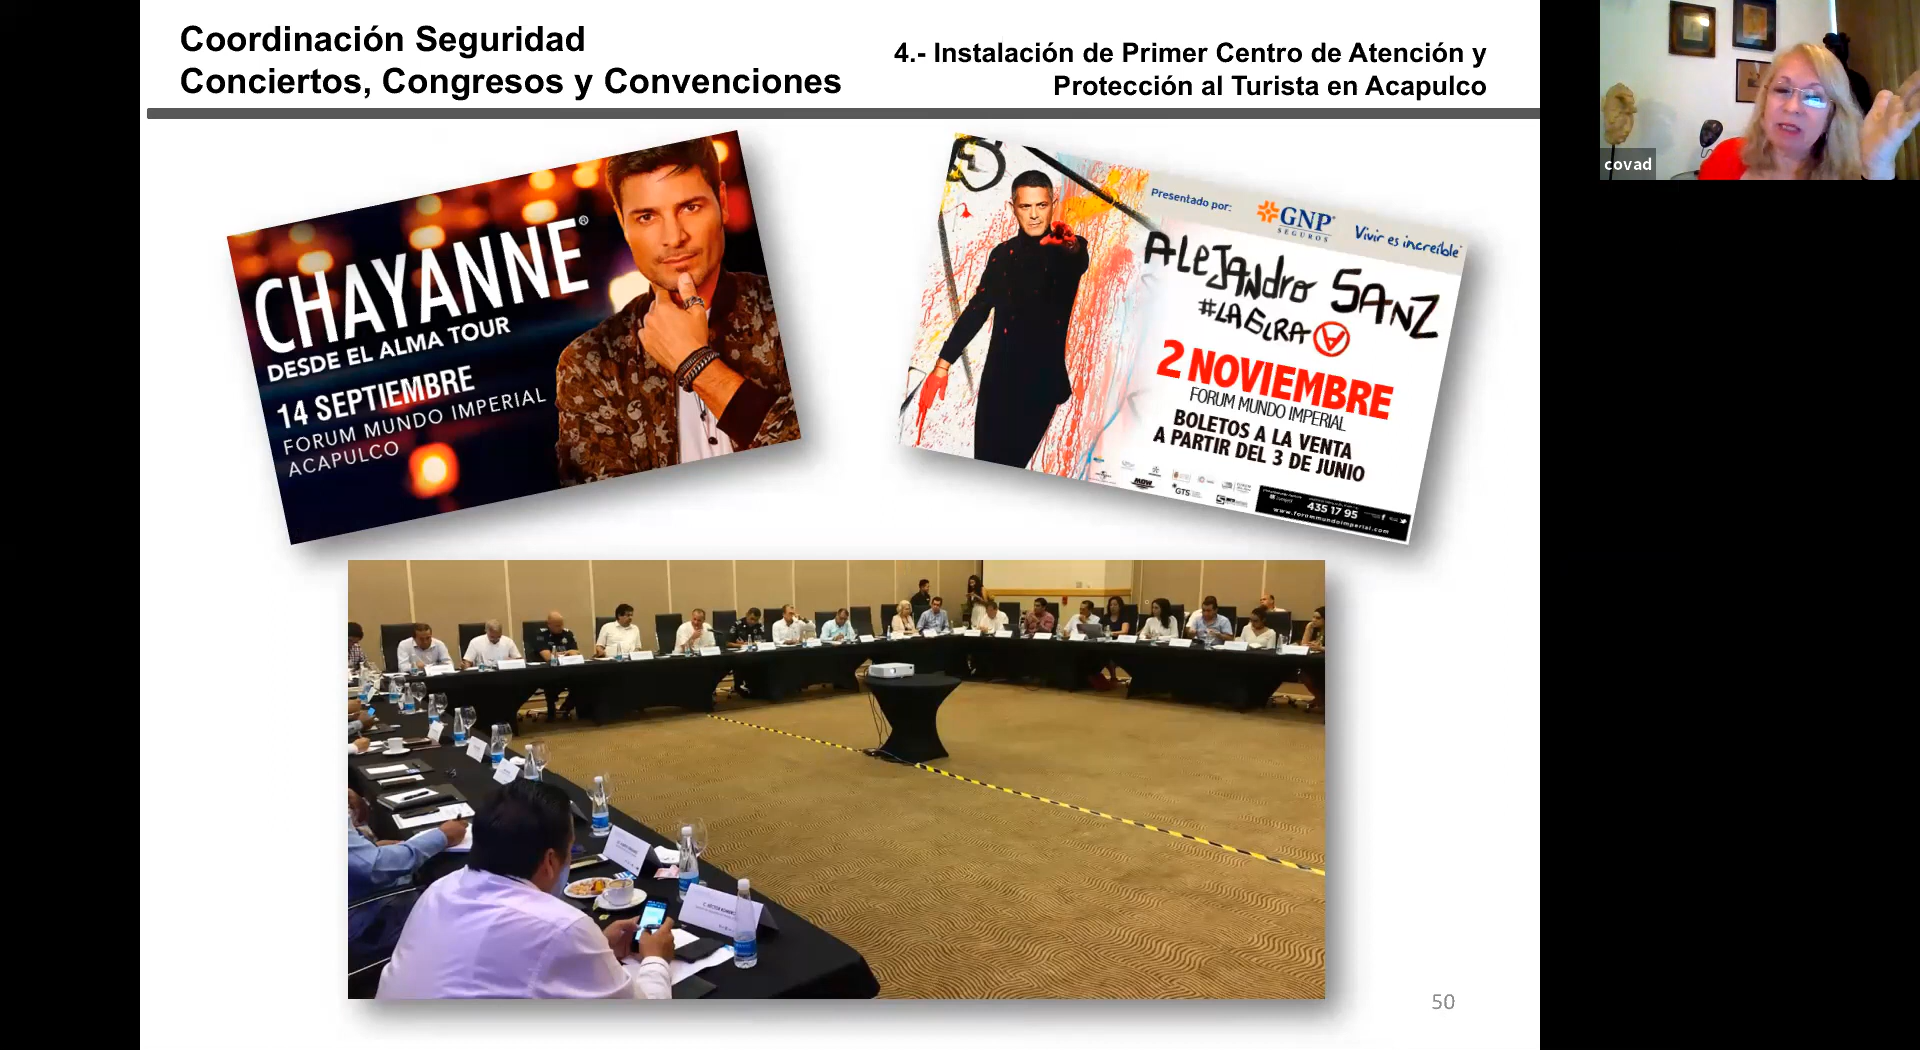 Coordinación Seguridad
Conciertos, Congresos y Convenciones
4.- Instalación de Primer Centro de Atención y
Protección al Turista en Acapulco
CHAYANNE®
DESDE EL ALMA TOUR
14 SEPTIEMBRE
FORUM MUNDO IMPERIAL
ACAPULCO
Presentado por:
GNP
SEGUROS
Vivir es increíble
ALEJANDRO SANZ
#LAGIRA
2 NOVIEMBRE
FORUM MUNDO IMPERIAL
BOLETOS A LA VENTA
A PARTIR DEL 3 DE JUNIO
GTS
435 17 95
www.forummundoimperial.com
covad
50